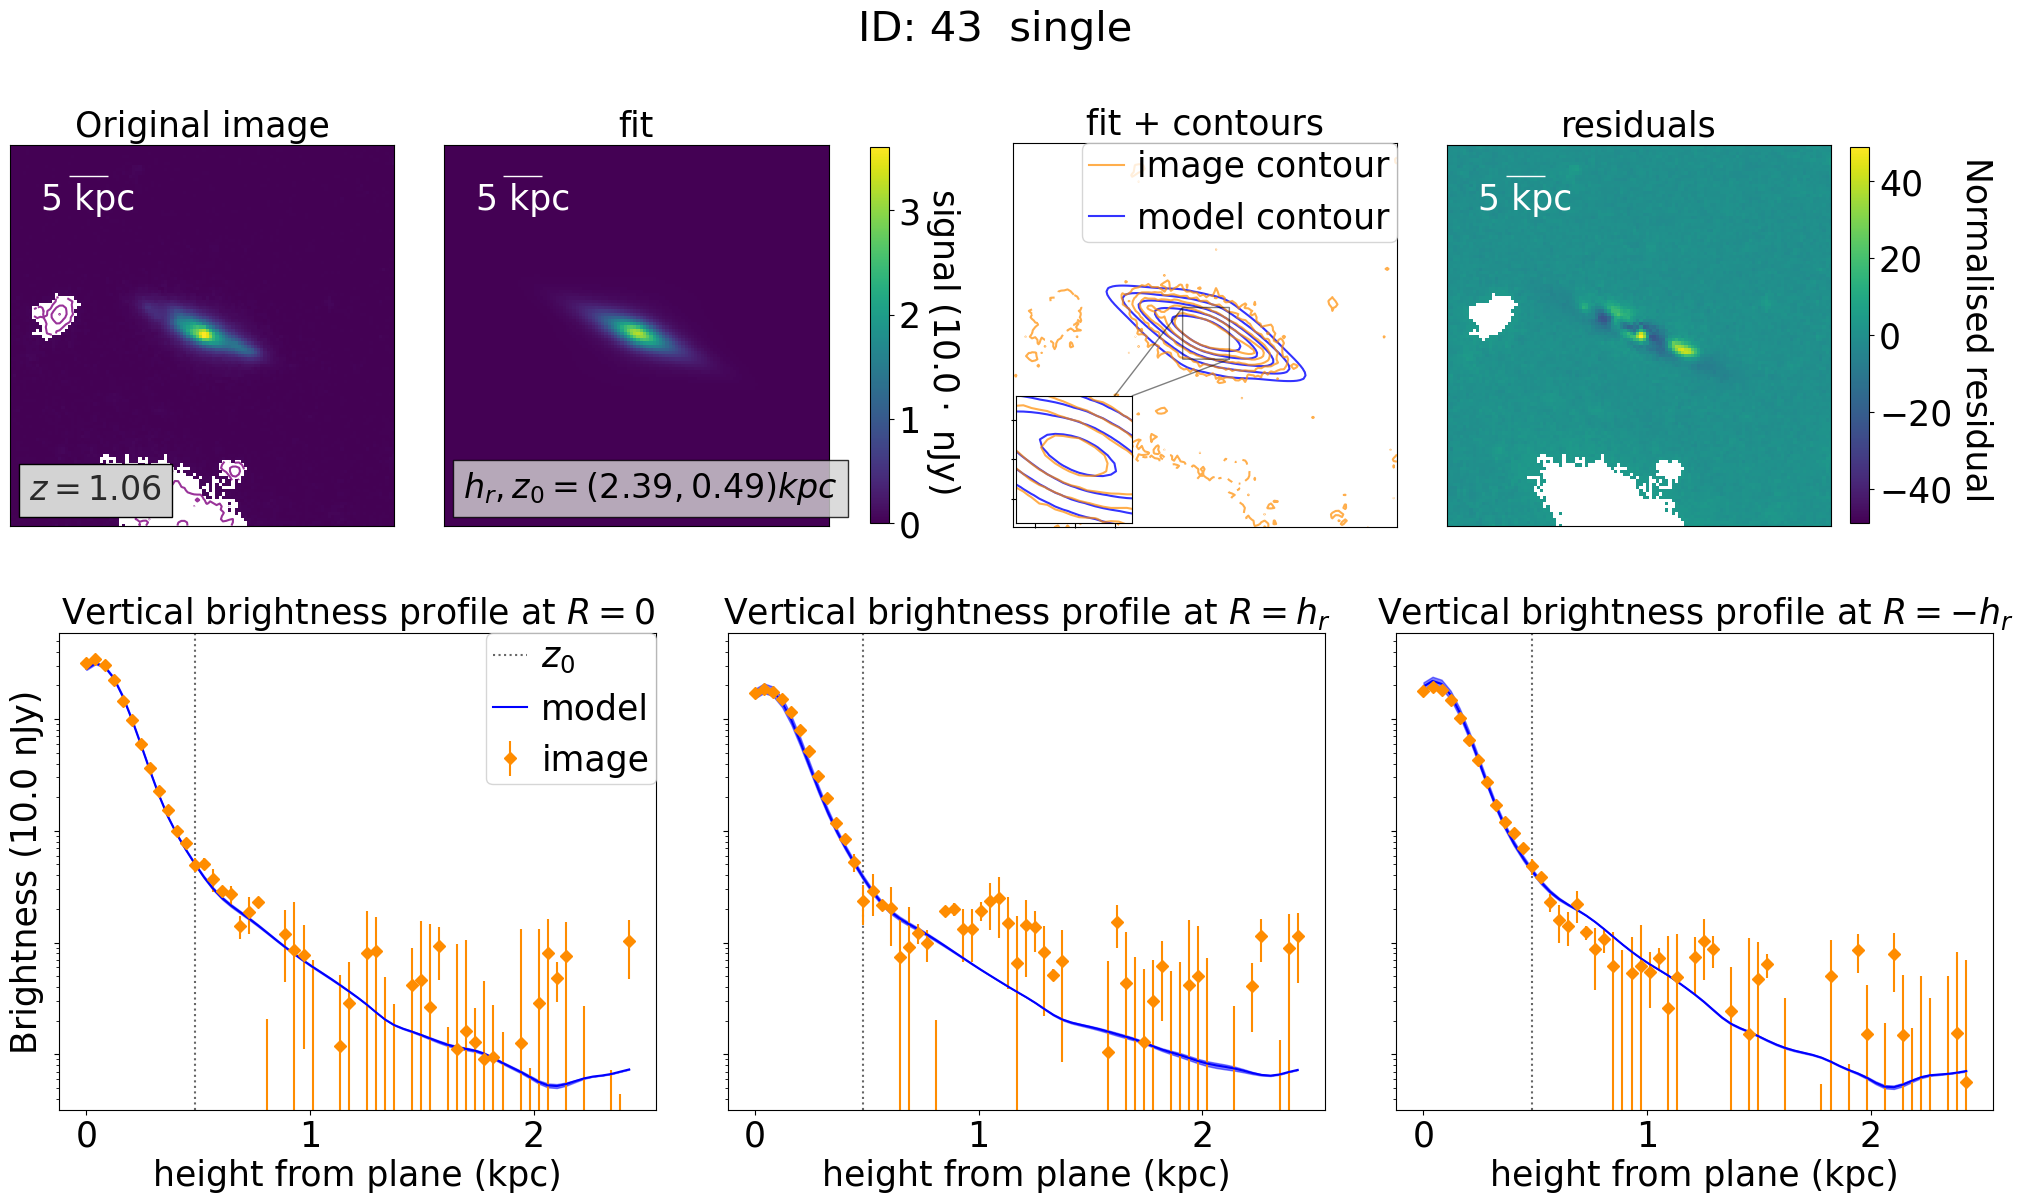 ID: 43  single
Original image
fit
fit + contours
residuals
5 kpc
5 kpc
image contour
model contour
5 kpc
z = 1.06
h_r, z_0 = (2.39, 0.49)kpc
3
2
1
0
signal (10.0 · nJy)
40
20
0
−20
−40
Normalised residual
Vertical brightness profile at R = 0
Vertical brightness profile at R = h_r
Vertical brightness profile at R = −h_r
z_0
model
image
Brightness (10.0 nJy)
0 1 2
0 1 2
0 1 2
height from plane (kpc)
height from plane (kpc)
height from plane (kpc)